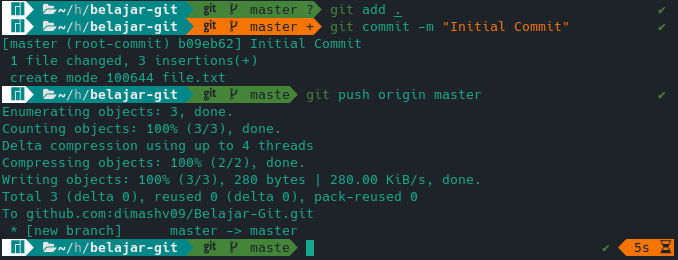 ~/h/belajar-git git master ? git add . ✔
~/h/belajar-git git master + git commit -m "Initial Commit" ✔
[master (root-commit) b09eb62] Initial Commit
 1 file changed, 3 insertions(+)
 create mode 100644 file.txt
~/h/belajar-git git maste git push origin master ✔
Enumerating objects: 3, done.
Counting objects: 100% (3/3), done.
Delta compression using up to 4 threads
Compressing objects: 100% (2/2), done.
Writing objects: 100% (3/3), 280 bytes | 280.00 KiB/s, done.
Total 3 (delta 0), reused 0 (delta 0), pack-reused 0
To github.com:dimashv09/Belajar-Git.git
 * [new branch]      master -> master
~/h/belajar-git git maste ✔ 5s